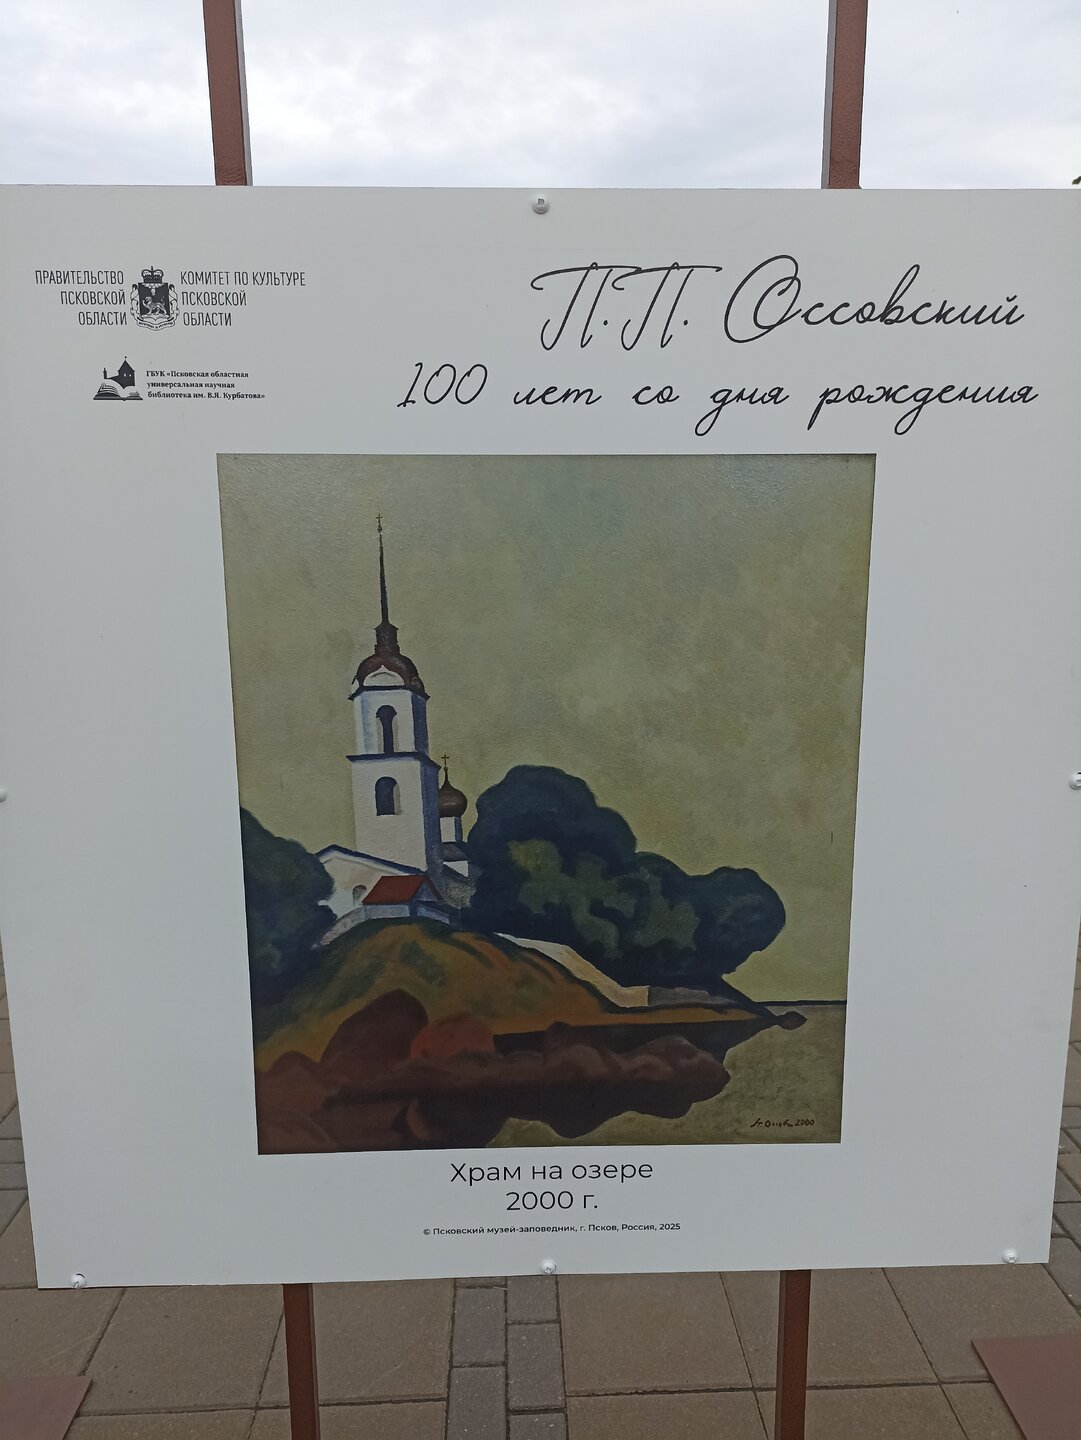 ПРАВИТЕЛЬСТВО
ПСКОВСКОЙ
ОБЛАСТИ
КОМИТЕТ ПО КУЛЬТУРЕ
ПСКОВСКОЙ
ОБЛАСТИ
ГБУК «Псковская областная
универсальная научная
библиотека им. В.Я. Курбатова»
П.П. Оссовский
100 лет со дня рождения
2000
Храм на озере
2000 г.
© Псковский музей-заповедник, г. Псков, Россия, 2025